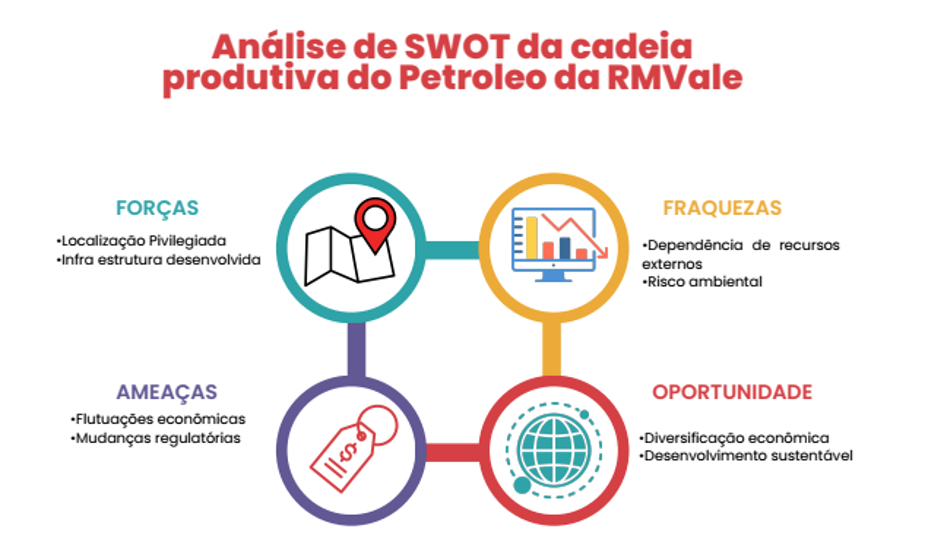 Análise de SWOT da cadeia
produtiva do Petroleo da RMVale
FORÇAS
•Localização Pivilegiada
•Infra estrutura desenvolvida
FRAQUEZAS
•Dependência de recursos
externos
•Risco ambiental
AMEAÇAS
•Flutuações econômicas
•Mudanças regulatórias
$
OPORTUNIDADE
•Diversificação econômica
•Desenvolvimento sustentável